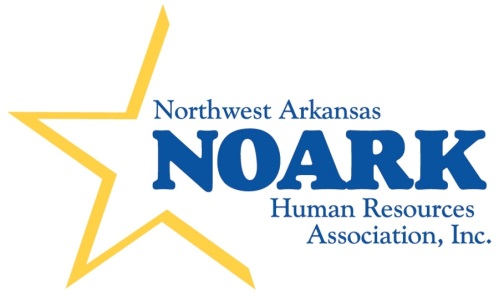 Northwest Arkansas
NOARK
Human Resources
Association, Inc.